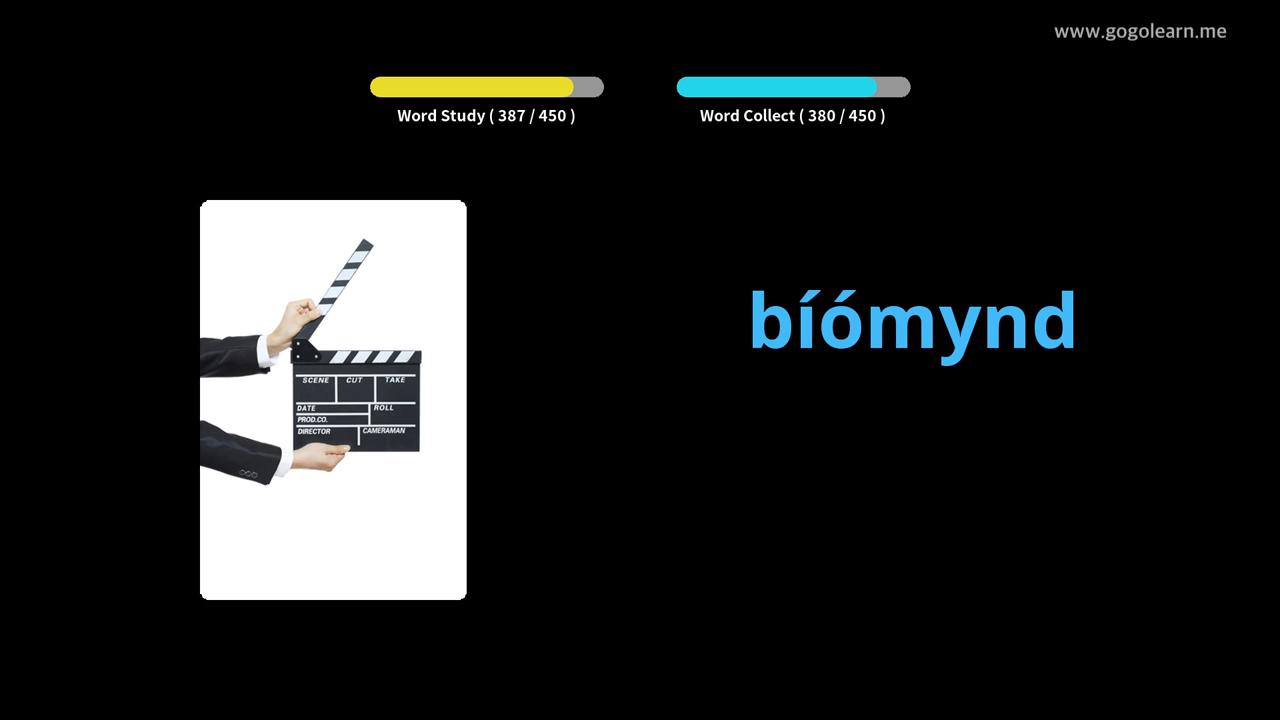 www.gogolearn.me
Word Study ( 387 / 450 )
Word Collect ( 380 / 450 )
SCENE CUT TAKE
DATE ROLL
PROD.CO.
DIRECTOR CAMERAMAN
bíómynd